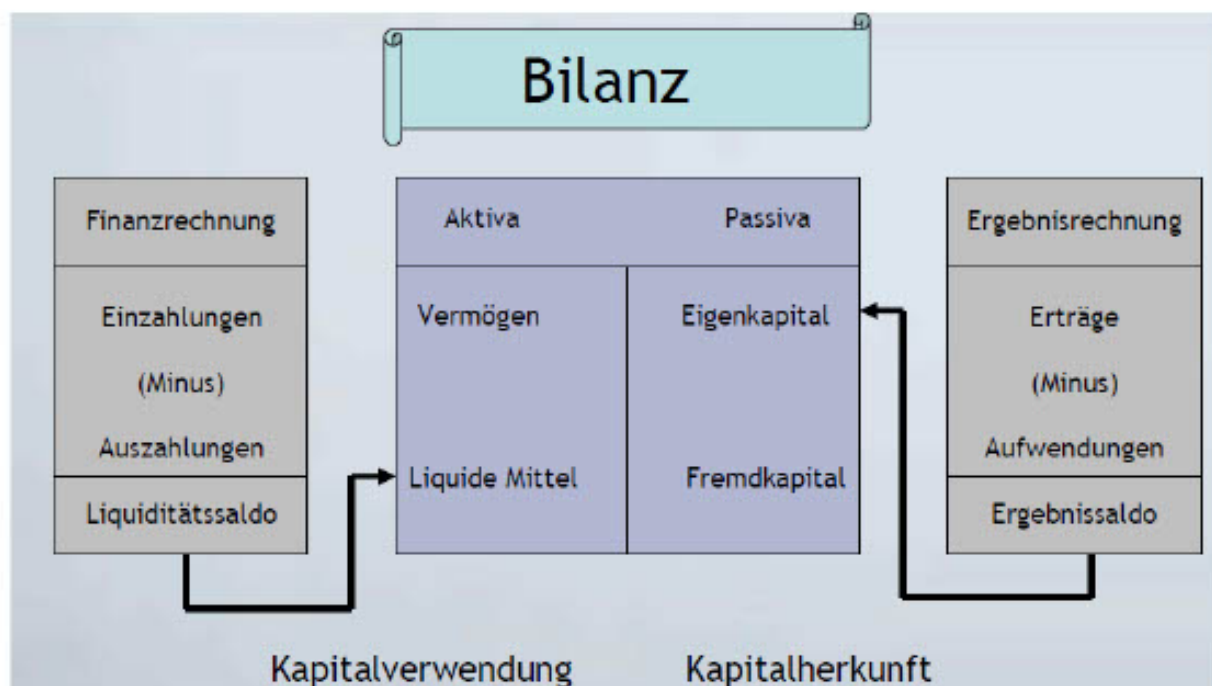 Bilanz
Finanzrechnung
Einzahlungen
(Minus)
Auszahlungen
Liquiditätssaldo
Aktiva Passiva
Vermögen Eigenkapital
Liquide Mittel Fremdkapital
Ergebnisrechnung
Erträge
(Minus)
Aufwendungen
Ergebnissaldo
Kapitalverwendung Kapitalherkunft